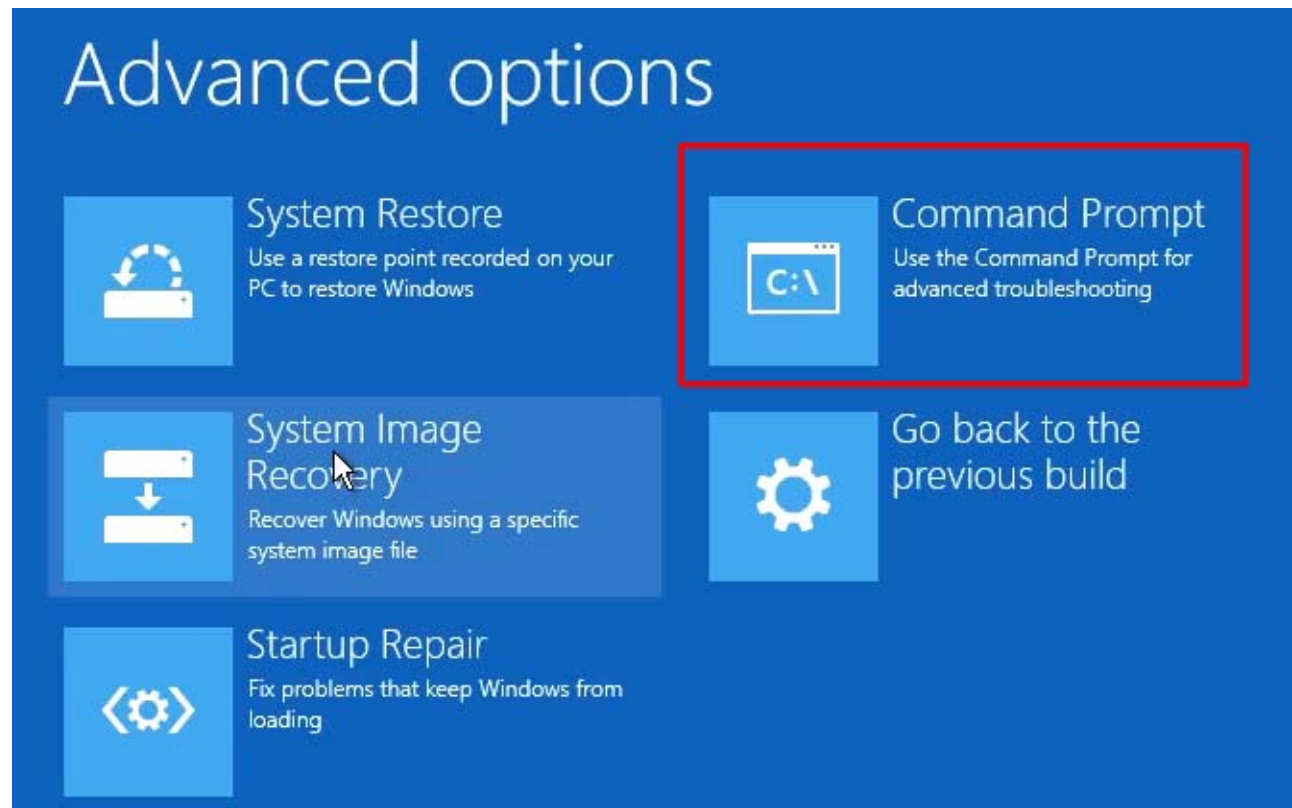 Advanced options
System Restore
Use a restore point recorded on your
PC to restore Windows
Command Prompt
Use the Command Prompt for
advanced troubleshooting
C:\
System Image
Recovery
Recover Windows using a specific
system image file
Go back to the
previous build
Startup Repair
Fix problems that keep Windows from
loading